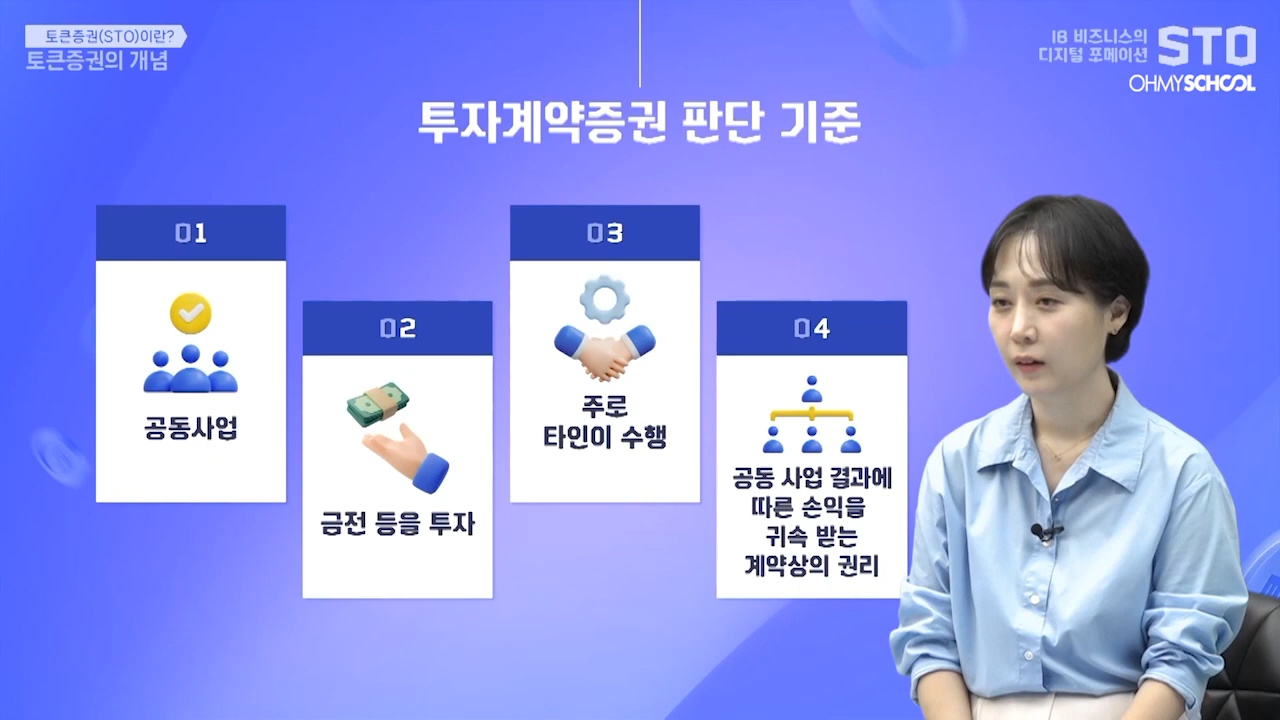 토큰증권(STO)이란?
토큰증권의 개념
IB 비즈니스의
디지털 포메이션
STO
OHMYSCHOOL
투자계약증권 판단 기준
01
공동사업
02
금전 등을 투자
03
주로
타인이 수행
04
공동 사업 결과에
따른 손익을
귀속 받는
계약상의 권리